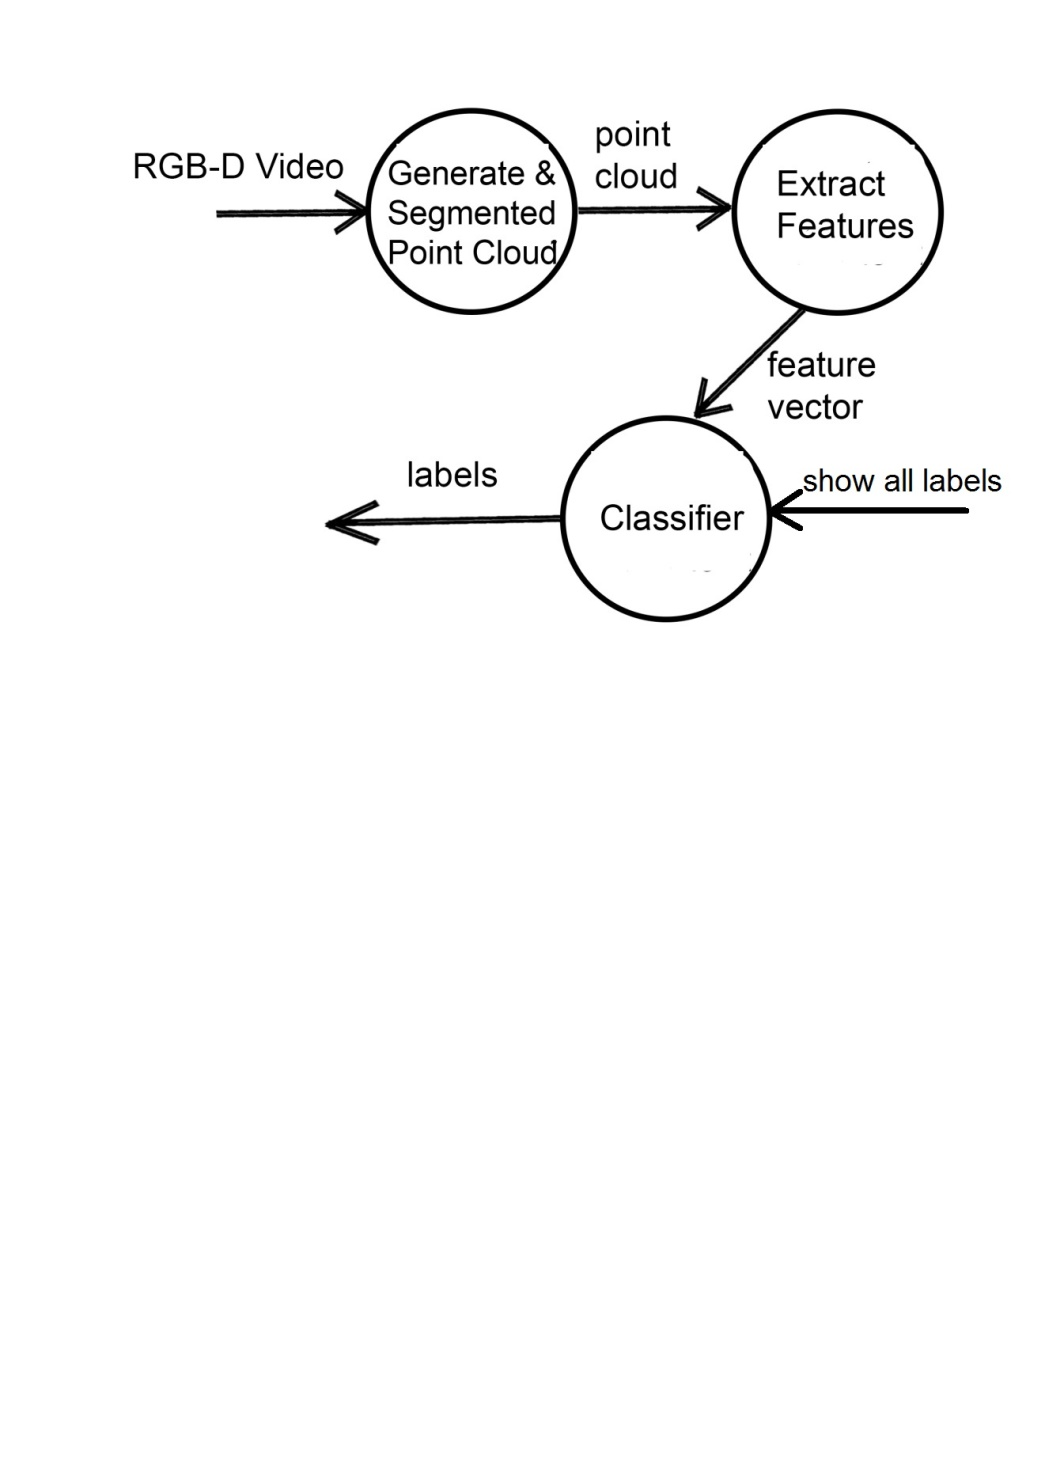 RGB-D Video
Generate &
Segmented
Point Cloud
point
cloud
Extract
Features
feature
vector
labels
Classifier
show all labels